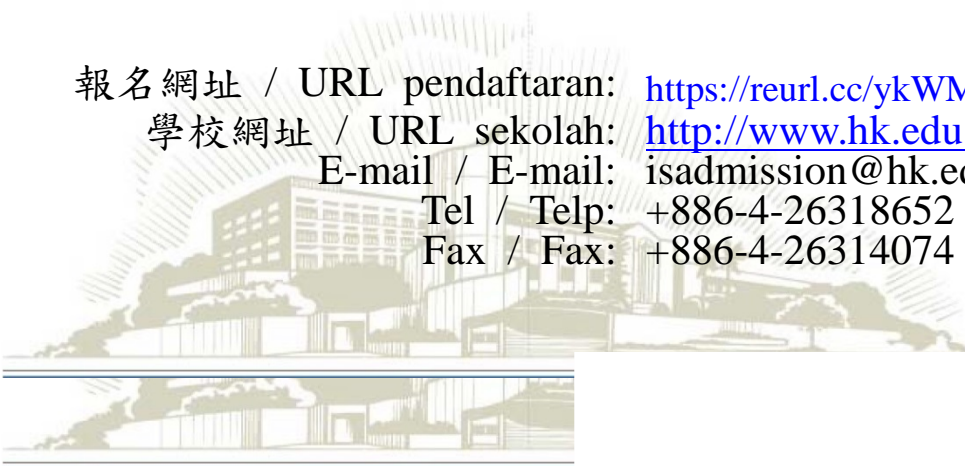 報名網址 / URL pendaftaran: https://reurl.cc/ykWM
學校網址 / URL sekolah: http://www.hk.edu
E-mail / E-mail: isadmission@hk.ed
Tel / Telp: +886-4-26318652
Fax / Fax: +886-4-26314074